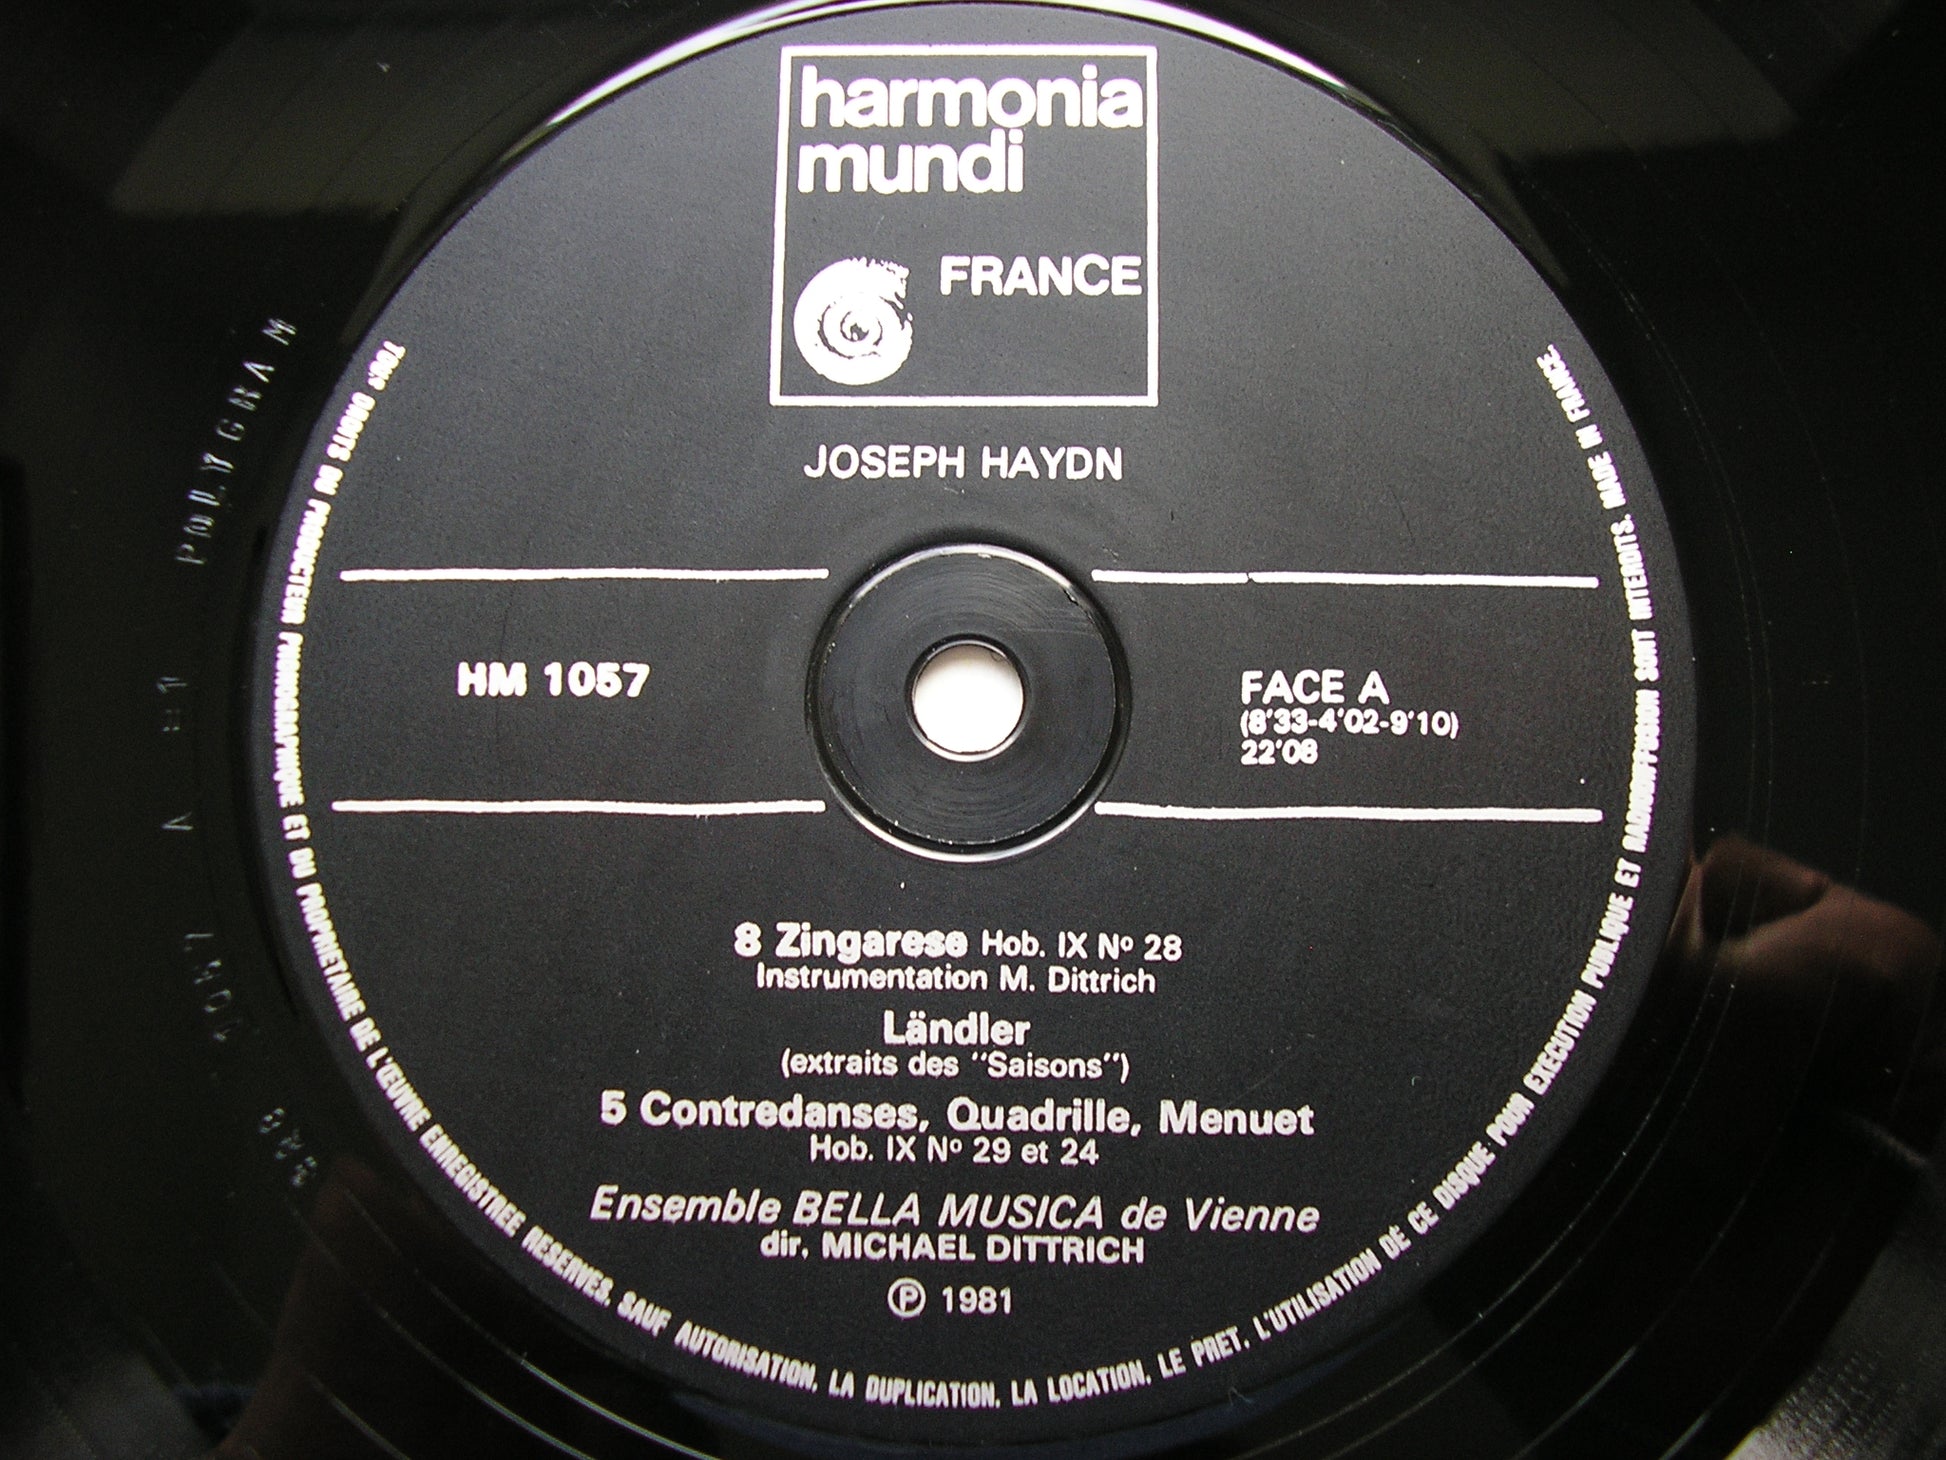 harmonia
mundi
FRANCE
JOSEPH HAYDN
HM 1057
FACE A
(8'33-4'02-9'10)
22'08
8 Zingarese Hob. IX Nº 28
Instrumentation M. Dittrich
Ländler
(extraits des "Saisons")
5 Contredanses, Quadrille, Menuet
Hob. IX Nº 29 et 24
Ensemble BELLA MUSICA de Vienne
dir. MICHAEL DITTRICH
Ⓟ 1981
TOUS DROITS DU PRODUCTEUR PHONOGRAPHIQUE ET DU PROPRIETAIRE DE L'ŒUVRE ENREGISTREE RESERVES. SAUF AUTORISATION, LA DUPLICATION, LA LOCATION, LE PRET, L'UTILISATION DE CE DISQUE POUR EXECUTION PUBLIQUE ET RADIODIFFUSION SONT INTERDITS. MADE IN FRANCE.
POLYGRAM